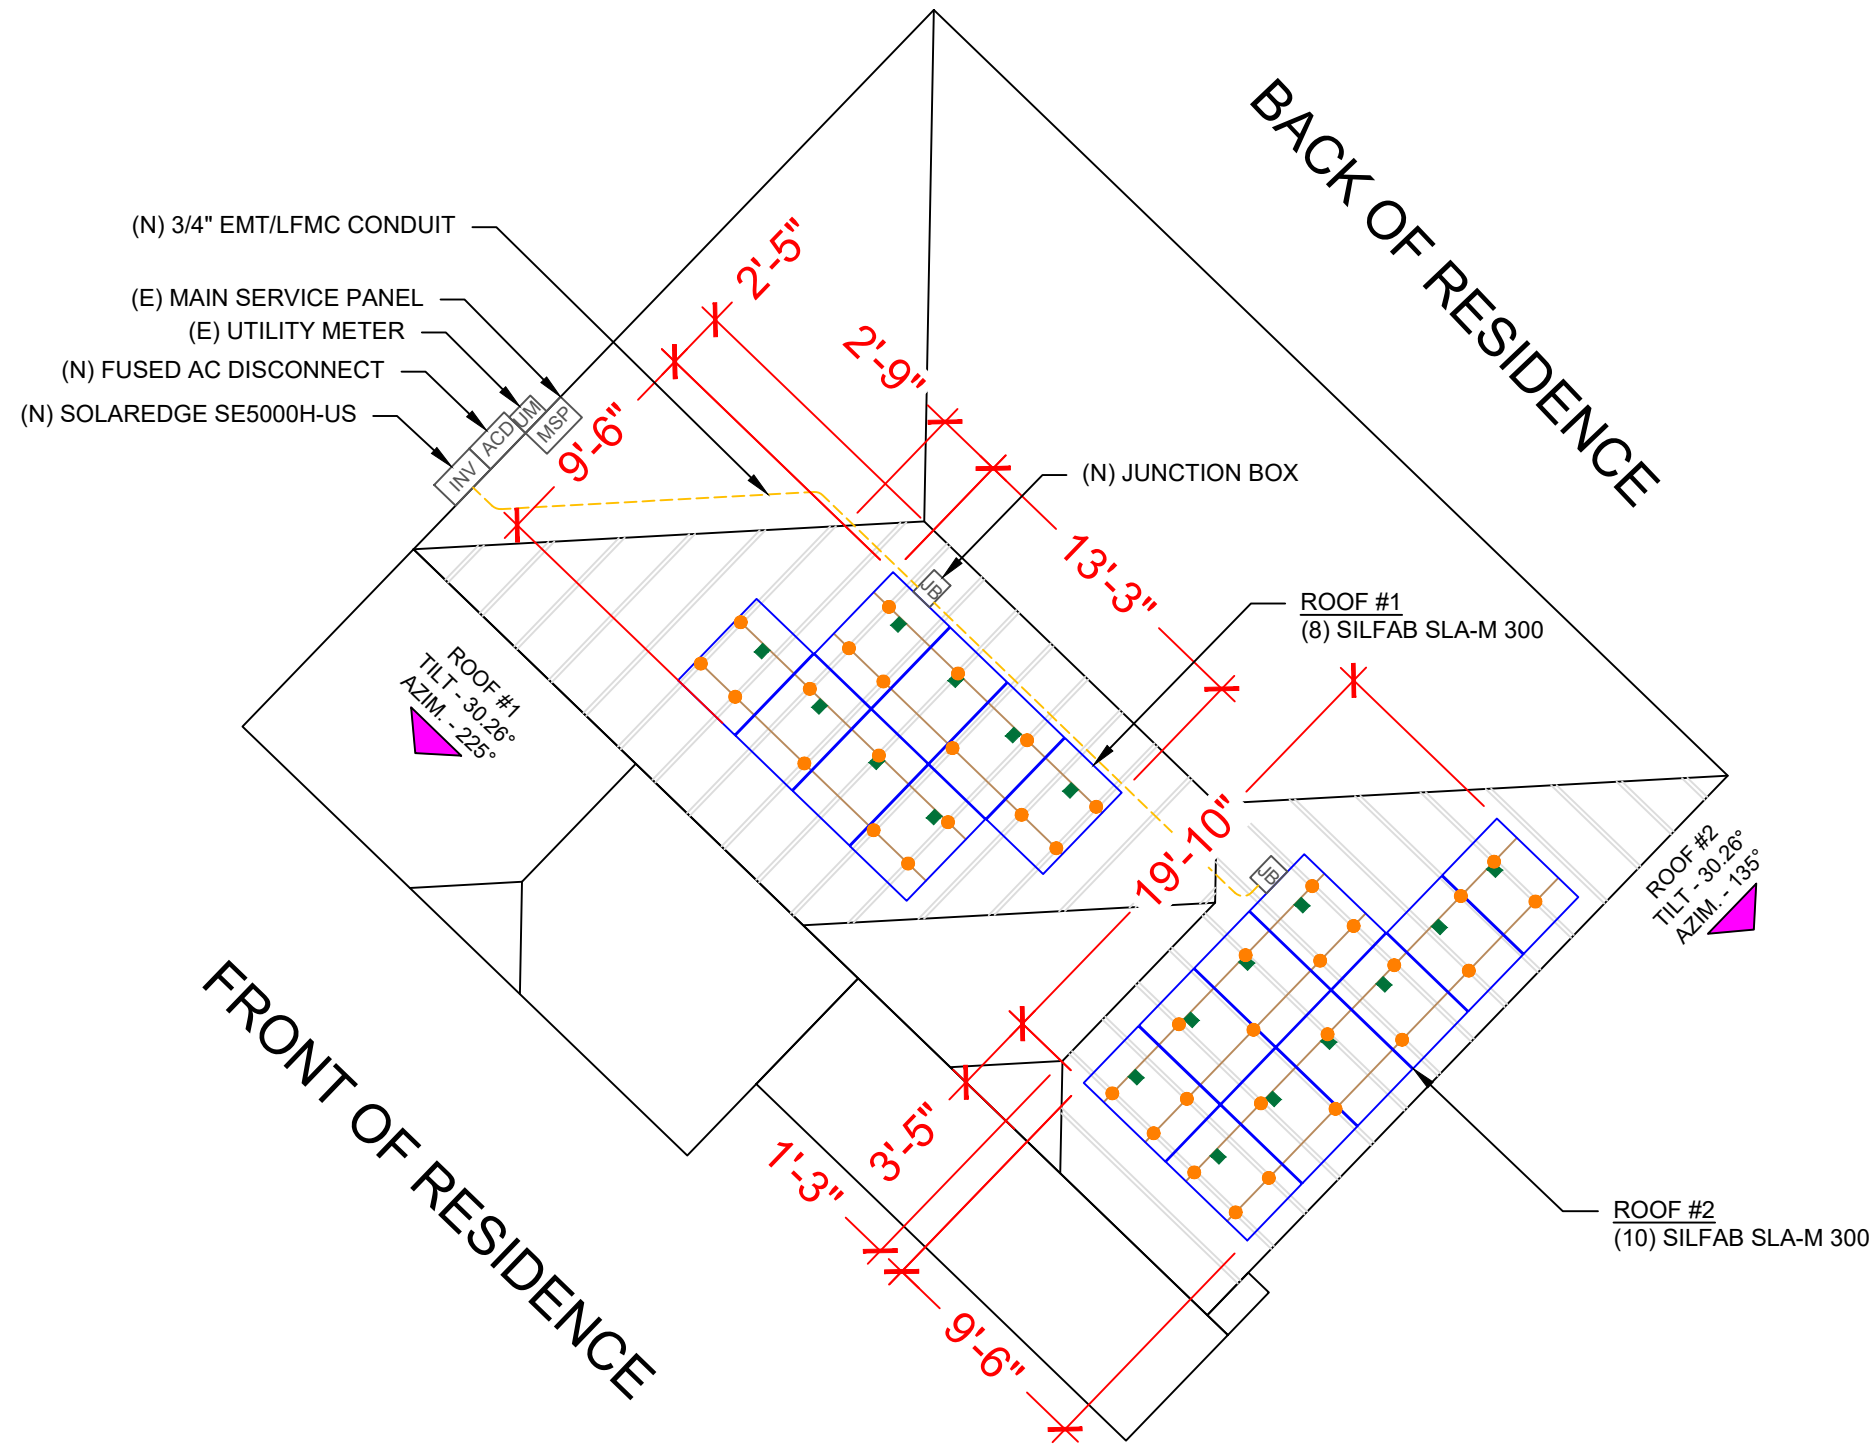 BACK OF RESIDENCE
(N) 3/4" EMT/LFMC CONDUIT
(E) MAIN SERVICE PANEL
(E) UTILITY METER
(N) FUSED AC DISCONNECT
(N) SOLAREDGE SE5000H-US
INV
ACD
UM
MSP
2'-5"
9'-6"
2'-9"
(N) JUNCTION BOX
JB
13'-3"
ROOF #1
(8) SILFAB SLA-M 300
ROOF #1
TILT - 30.26°
AZIM. - 225°
19'-10"
JB
ROOF #2
TILT - 30.26°
AZIM. - 135°
FRONT OF RESIDENCE
3'-5"
1'-3"
9'-6"
ROOF #2
(10) SILFAB SLA-M 300